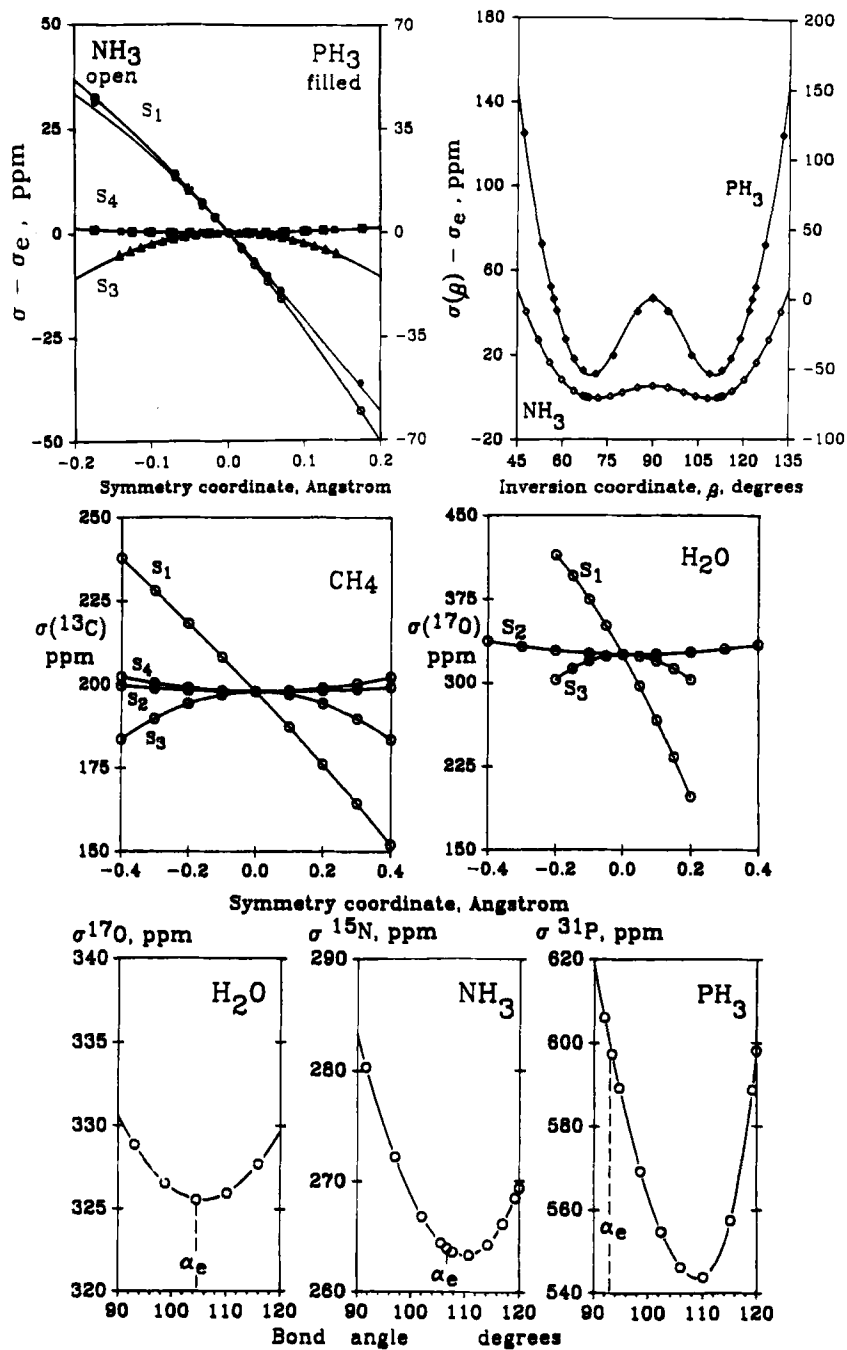 50
25
0
-25
-50
σ - σe , ppm
NH3
open
PH3
filled
S1
S4
S3
70
35
0
-35
-70
-0.2 -0.1 0.0 0.1 0.2
Symmetry coordinate, Angstrom
180
140
100
60
20
-20
σ(β) - σe , ppm
PH3
NH3
200
150
100
50
0
-50
-100
45 60 75 90 105 120 135
Inversion coordinate, β, degrees
250
225
σ(13C)
ppm
200
175
150
S1
CH4
S4
S2
S3
-0.4 -0.2 0.0 0.2 0.4
450
375
σ(17O)
ppm
300
225
150
S1
H2O
S2
S3
-0.4 -0.2 0.0 0.2 0.4
Symmetry coordinate, Angstrom
σ17O, ppm
340
335
330
325
320
H2O
αe
90 100 110 120
σ 15N, ppm
290
280
270
260
NH3
αe
90 100 110 120
σ 31P, ppm
620
600
580
560
540
PH3
αe
90 100 110 120
Bond angle degrees